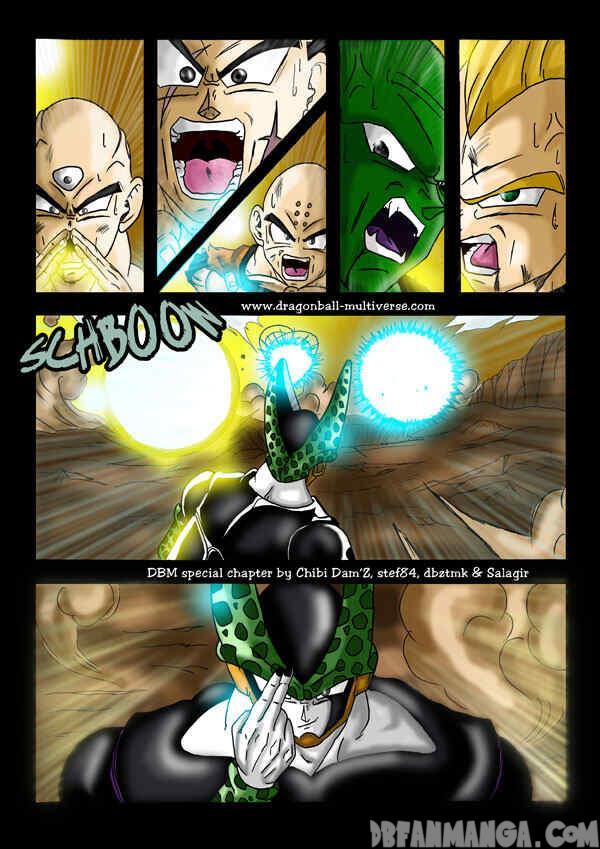 www.dragonball-multiverse.com
SCHBOOM
DBM special chapter by Chibi Dam'Z, stef84, dbztmk & Salagir
DBFANMANGA.COM